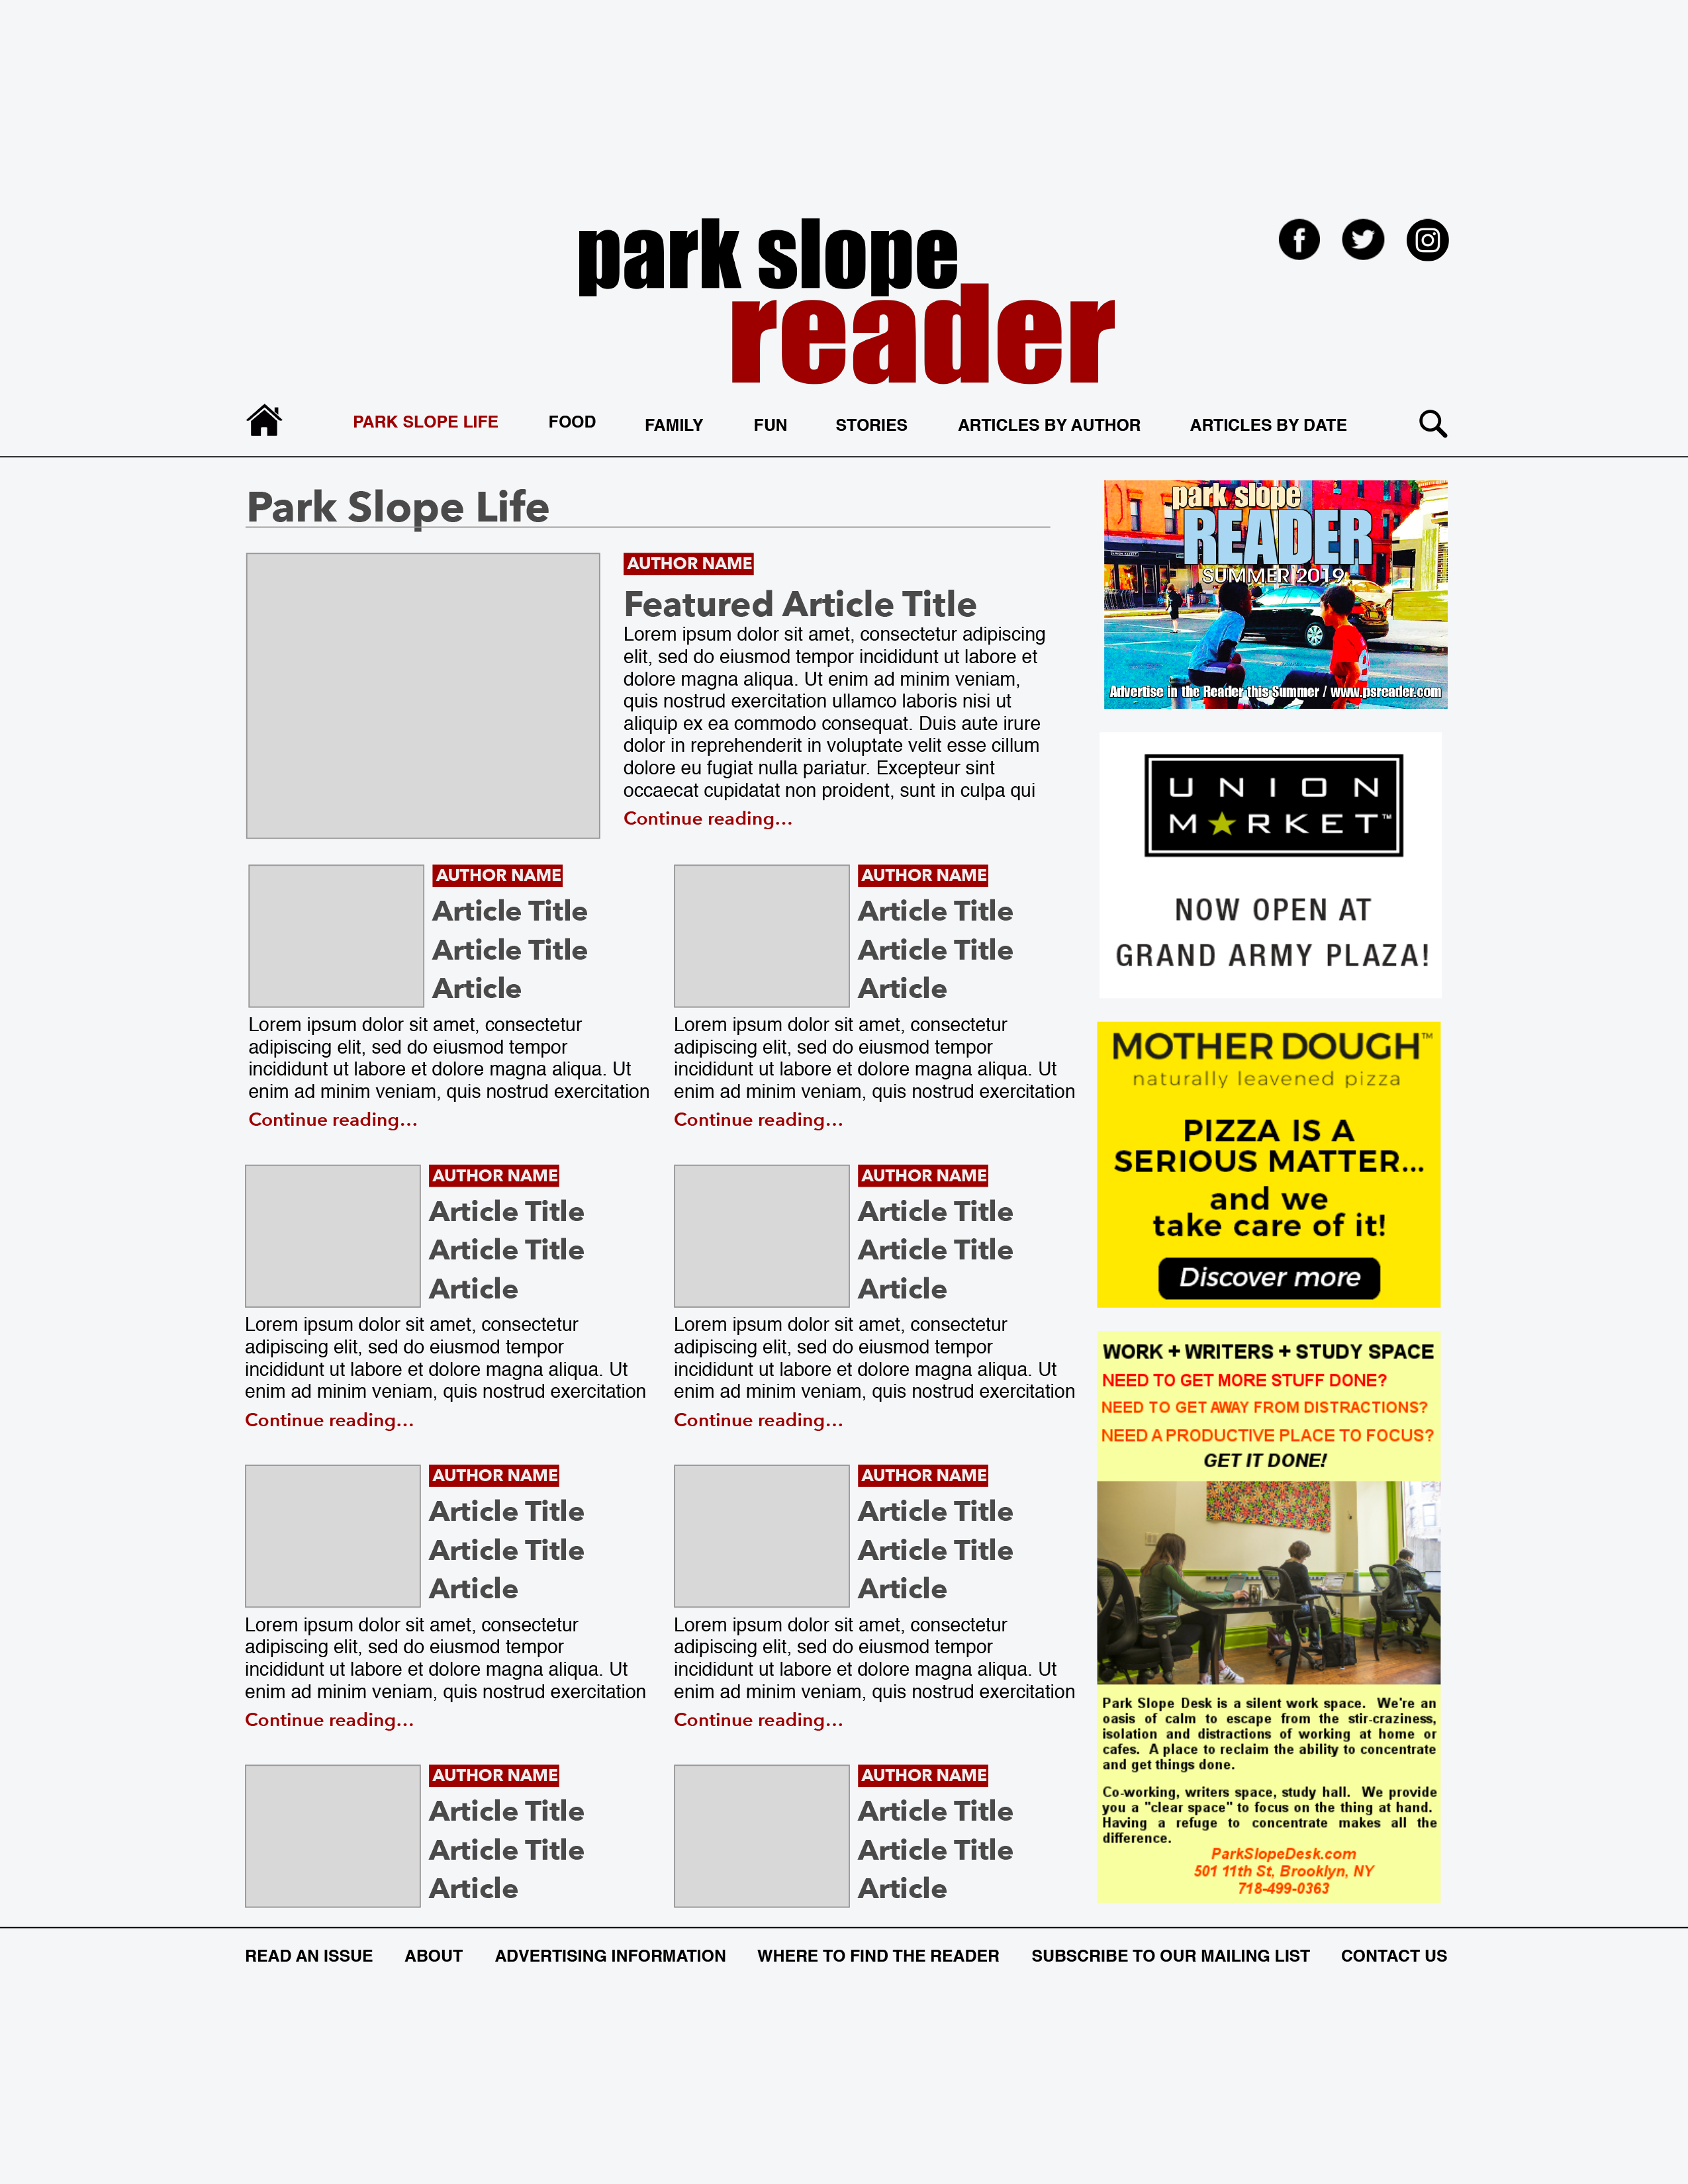 park slope
reader
PARK SLOPE LIFE
FOOD
FAMILY
FUN
STORIES
ARTICLES BY AUTHOR
ARTICLES BY DATE
Park Slope Life
AUTHOR NAME
Featured Article Title
Lorem ipsum dolor sit amet, consectetur adipiscing
elit, sed do eiusmod tempor incididunt ut labore et
dolore magna aliqua. Ut enim ad minim veniam,
quis nostrud exercitation ullamco laboris nisi ut
aliquip ex ea commodo consequat. Duis aute irure
dolor in reprehenderit in voluptate velit esse cillum
dolore eu fugiat nulla pariatur. Excepteur sint
occaecat cupidatat non proident, sunt in culpa qui
Continue reading...
AUTHOR NAME
Article Title
Article Title
Article
Lorem ipsum dolor sit amet, consectetur
adipiscing elit, sed do eiusmod tempor
incididunt ut labore et dolore magna aliqua. Ut
enim ad minim veniam, quis nostrud exercitation
Continue reading...
AUTHOR NAME
Article Title
Article Title
Article
Lorem ipsum dolor sit amet, consectetur
adipiscing elit, sed do eiusmod tempor
incididunt ut labore et dolore magna aliqua. Ut
enim ad minim veniam, quis nostrud exercitation
Continue reading...
AUTHOR NAME
Article Title
Article Title
Article
Lorem ipsum dolor sit amet, consectetur
adipiscing elit, sed do eiusmod tempor
incididunt ut labore et dolore magna aliqua. Ut
enim ad minim veniam, quis nostrud exercitation
Continue reading...
AUTHOR NAME
Article Title
Article Title
Article
Lorem ipsum dolor sit amet, consectetur
adipiscing elit, sed do eiusmod tempor
incididunt ut labore et dolore magna aliqua. Ut
enim ad minim veniam, quis nostrud exercitation
Continue reading...
AUTHOR NAME
Article Title
Article Title
Article
Lorem ipsum dolor sit amet, consectetur
adipiscing elit, sed do eiusmod tempor
incididunt ut labore et dolore magna aliqua. Ut
enim ad minim veniam, quis nostrud exercitation
Continue reading...
AUTHOR NAME
Article Title
Article Title
Article
Lorem ipsum dolor sit amet, consectetur
adipiscing elit, sed do eiusmod tempor
incididunt ut labore et dolore magna aliqua. Ut
enim ad minim veniam, quis nostrud exercitation
Continue reading...
AUTHOR NAME
Article Title
Article Title
Article
AUTHOR NAME
Article Title
Article Title
Article
park slope
READER
SUMMER 2019
Advertise in the Reader this Summer / www.psreader.com
UNION
M★RKET™
NOW OPEN AT
GRAND ARMY PLAZA!
MOTHER DOUGH™
naturally leavened pizza
PIZZA IS A
SERIOUS MATTER...
and we
take care of it!
Discover more
WORK + WRITERS + STUDY SPACE
NEED TO GET MORE STUFF DONE?
NEED TO GET AWAY FROM DISTRACTIONS?
NEED A PRODUCTIVE PLACE TO FOCUS?
GET IT DONE!
Park Slope Desk is a silent work space. We're an
oasis of calm to escape from the stir-craziness,
isolation and distractions of working at home or
cafes. A place to reclaim the ability to concentrate
and get things done.
Co-working, writers space, study hall. We provide
you a "clear space" to focus on the thing at hand.
Having a refuge to concentrate makes all the
difference.
ParkSlopeDesk.com
501 11th St, Brooklyn, NY
718-499-0363
READ AN ISSUE
ABOUT
ADVERTISING INFORMATION
WHERE TO FIND THE READER
SUBSCRIBE TO OUR MAILING LIST
CONTACT US